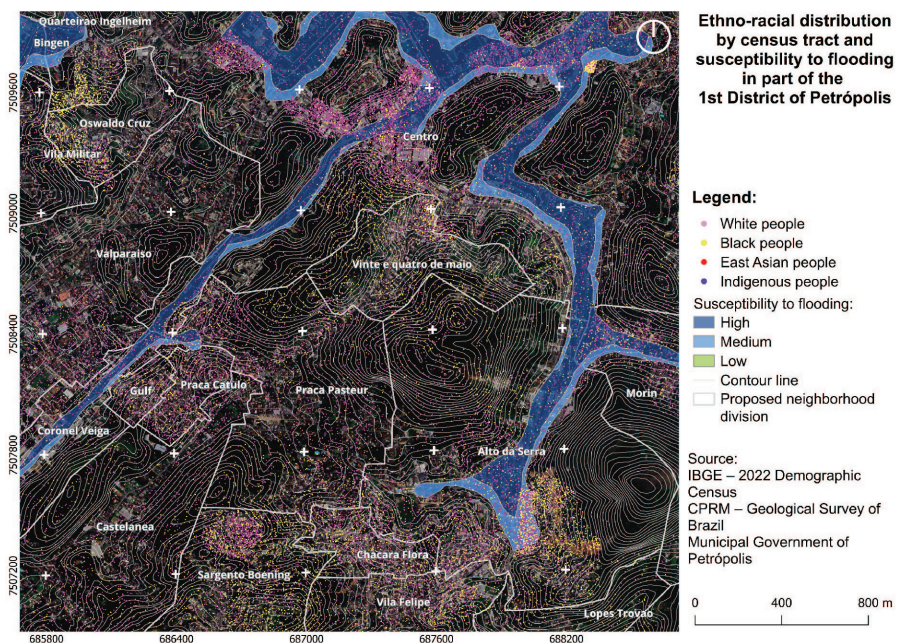 Ethno-racial distribution
by census tract and
susceptibility to flooding
in part of the
1st District of Petrópolis
Quarteirao Ingelheim
Bingen
Oswaldo Cruz
Vila Militar
Centro
Valparaiso
Vinte e quatro de maio
Gulf
Praca Catulo
Praca Pasteur
Morin
Coronel Veiga
Alto da Serra
Castelanea
Chacara Flora
Sargento Boening
Vila Felipe
Lopes Trovao
7509600
7509000
7508400
7507800
7507200
685800
686400
687000
687600
688200
Legend:
White people
Black people
East Asian people
Indigenous people
Susceptibility to flooding:
High
Medium
Low
Contour line
Proposed neighborhood
division
Source:
IBGE – 2022 Demographic
Census
CPRM – Geological Survey of
Brazil
Municipal Government of
Petrópolis
0
400
800 m